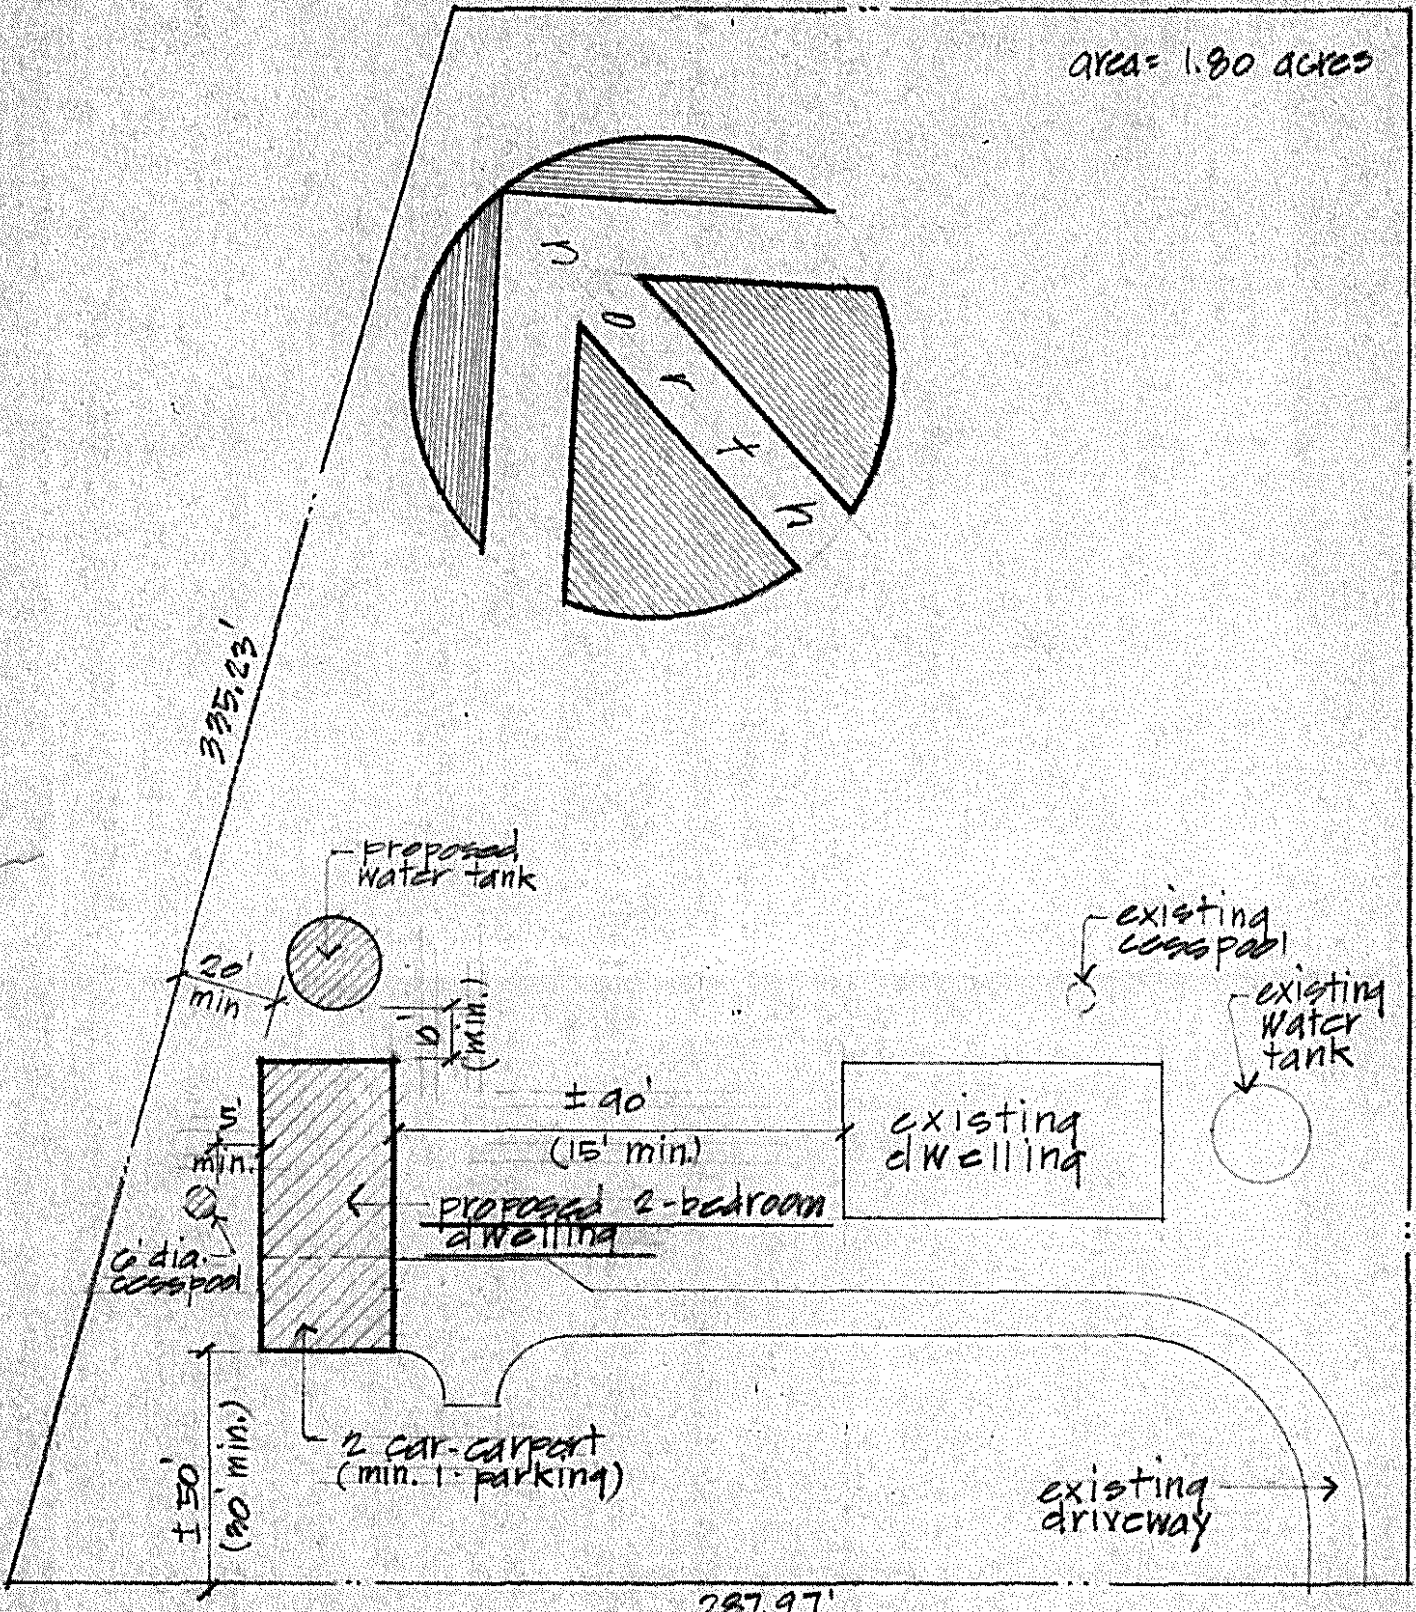 area= 1.80 acres
north
335.23'
proposed
water tank
20'
min
6'
(min.)
existing
cesspool
existing
water
tank
± 90'
(15' min.)
existing
dwelling
5'
min.
proposed 2-bedroom
dwelling
6' dia.
cesspool
2 car-carport
(min. 1-parking)
± 50'
(30' min.)
existing
driveway
287.97'